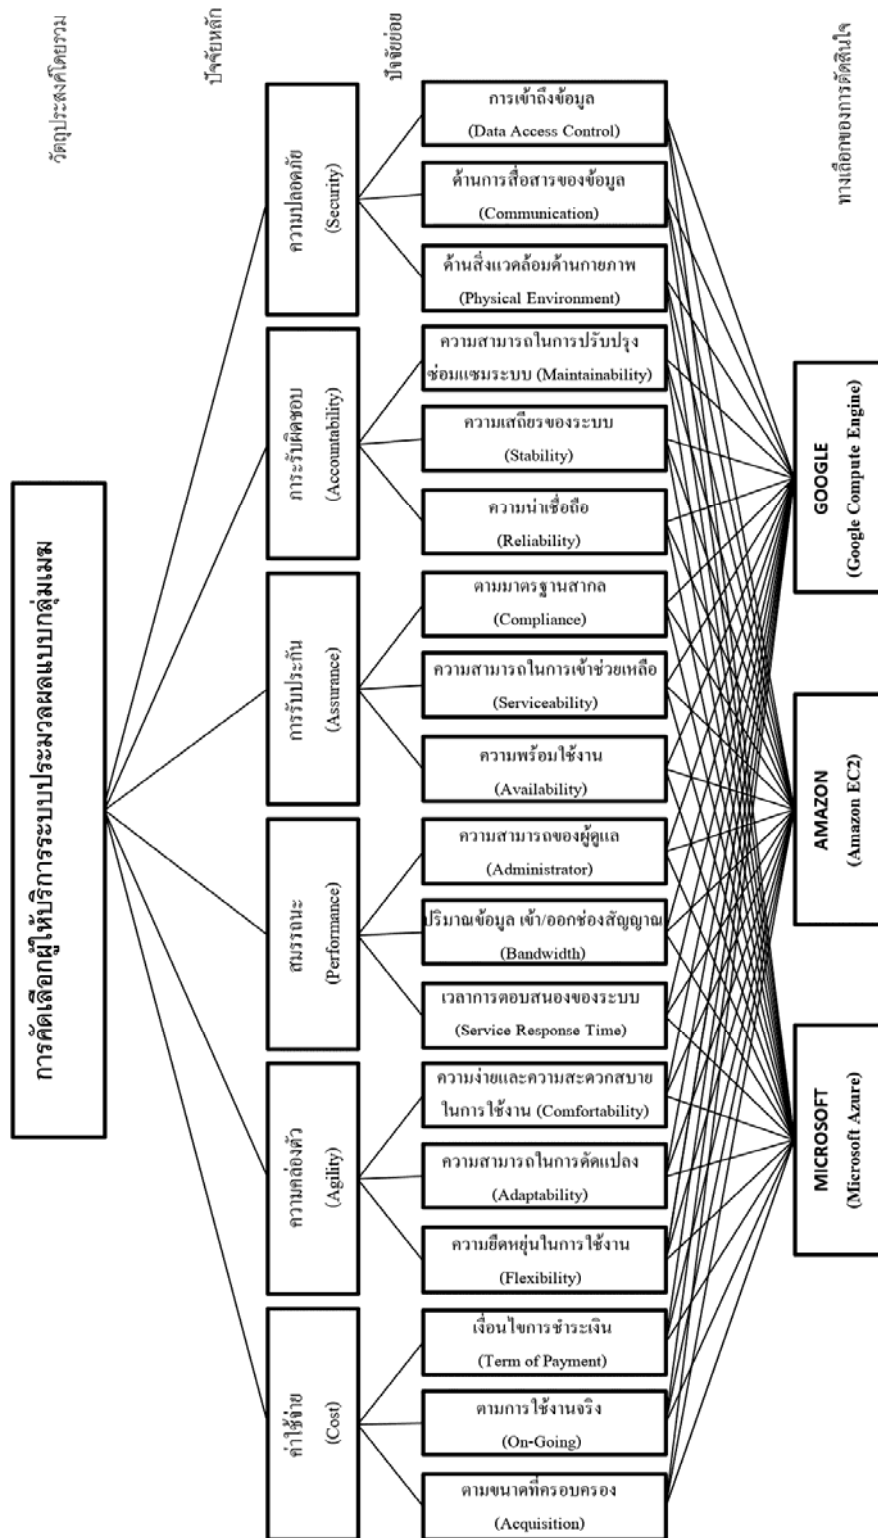 วัตถุประสงค์โดยรวม
การคัดเลือกผู้ให้บริการระบบประมวลผลแบบกลุ่มเมฆ
ปัจจัยหลัก
ค่าใช้จ่าย
(Cost)
ความคล่องตัว
(Agility)
สมรรถนะ
(Performance)
การรับประกัน
(Assurance)
ภาระรับผิดชอบ
(Accountability)
ความปลอดภัย
(Security)
ปัจจัยย่อย
การเข้าถึงข้อมูล
(Data Access Control)
ด้านการสื่อสารของข้อมูล
(Communication)
ด้านสิ่งแวดล้อมด้านกายภาพ
(Physical Environment)
ความสามารถในการปรับปรุง
ซ่อมแซมระบบ (Maintainability)
ความเสถียรของระบบ
(Stability)
ความน่าเชื่อถือ
(Reliability)
ตามมาตรฐานสากล
(Compliance)
ความสามารถในการเข้าช่วยเหลือ
(Serviceability)
ความพร้อมใช้งาน
(Availability)
ความสามารถของผู้ดูแล
(Administrator)
ปริมาณข้อมูล เข้า/ออกช่องสัญญาณ
(Bandwidth)
เวลาการตอบสนองของระบบ
(Service Response Time)
ความง่ายและความสะดวกสบาย
ในการใช้งาน (Comfortability)
ความสามารถในการดัดแปลง
(Adaptability)
ความยืดหยุ่นในการใช้งาน
(Flexibility)
เงื่อนไขการชำระเงิน
(Term of Payment)
ตามการใช้งานจริง
(On-Going)
ตามขนาดที่ครอบครอง
(Acquisition)
ทางเลือกของการตัดสินใจ
MICROSOFT
(Microsoft Azure)
AMAZON
(Amazon EC2)
GOOGLE
(Google Compute Engine)